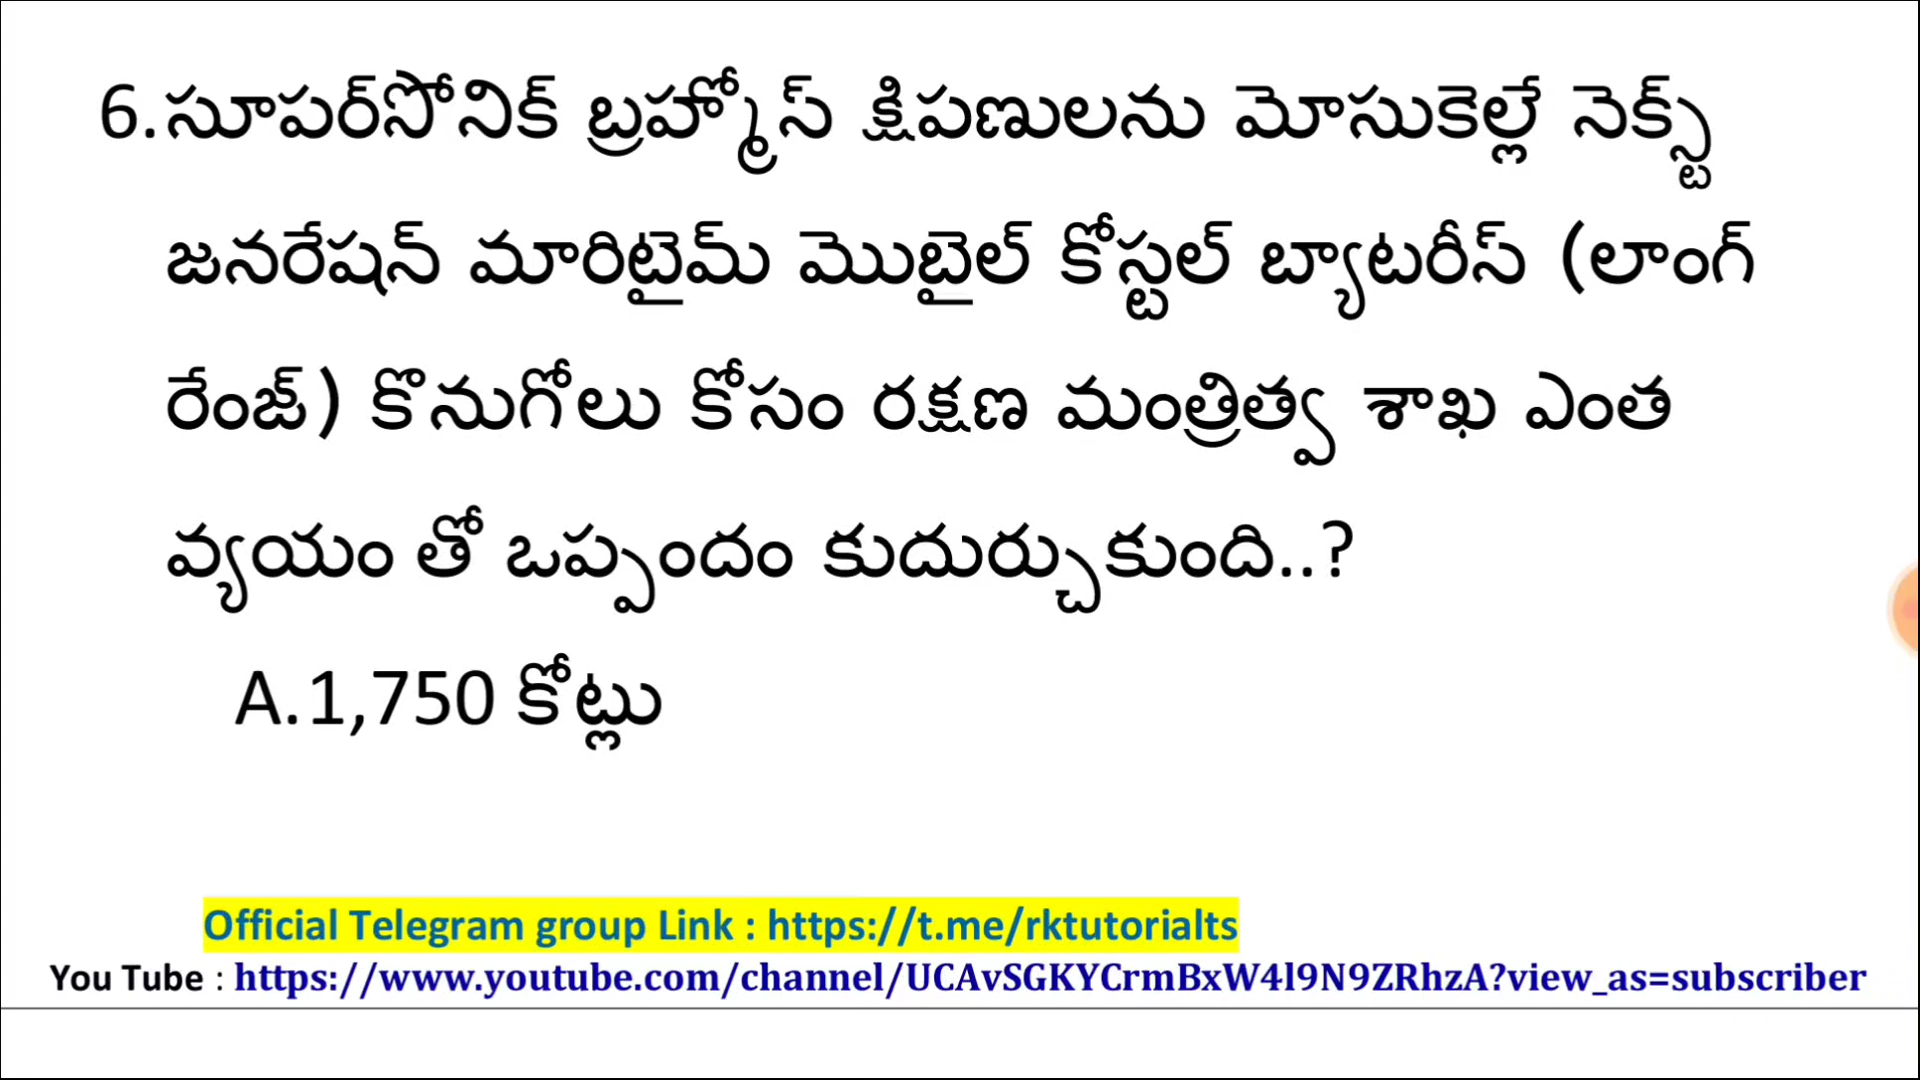 6.సూపర్‌సోనిక్ బ్రహ్మోస్ క్షిపణులను మోసుకెల్లే నెక్స్ట్
జనరేషన్ మారిటైమ్ మొబైల్ కోస్టల్ బ్యాటరీస్ (లాంగ్
రేంజ్) కొనుగోలు కోసం రక్షణ మంత్రిత్వ శాఖ ఎంత
వ్యయం తో ఒప్పందం కుదుర్చుకుంది..?
A.1,750 కోట్లు
Official Telegram group Link : https://t.me/rktutorialts
You Tube : https://www.youtube.com/channel/UCAvSGKYCrmBxW4l9N9ZRhzA?view_as=subscriber